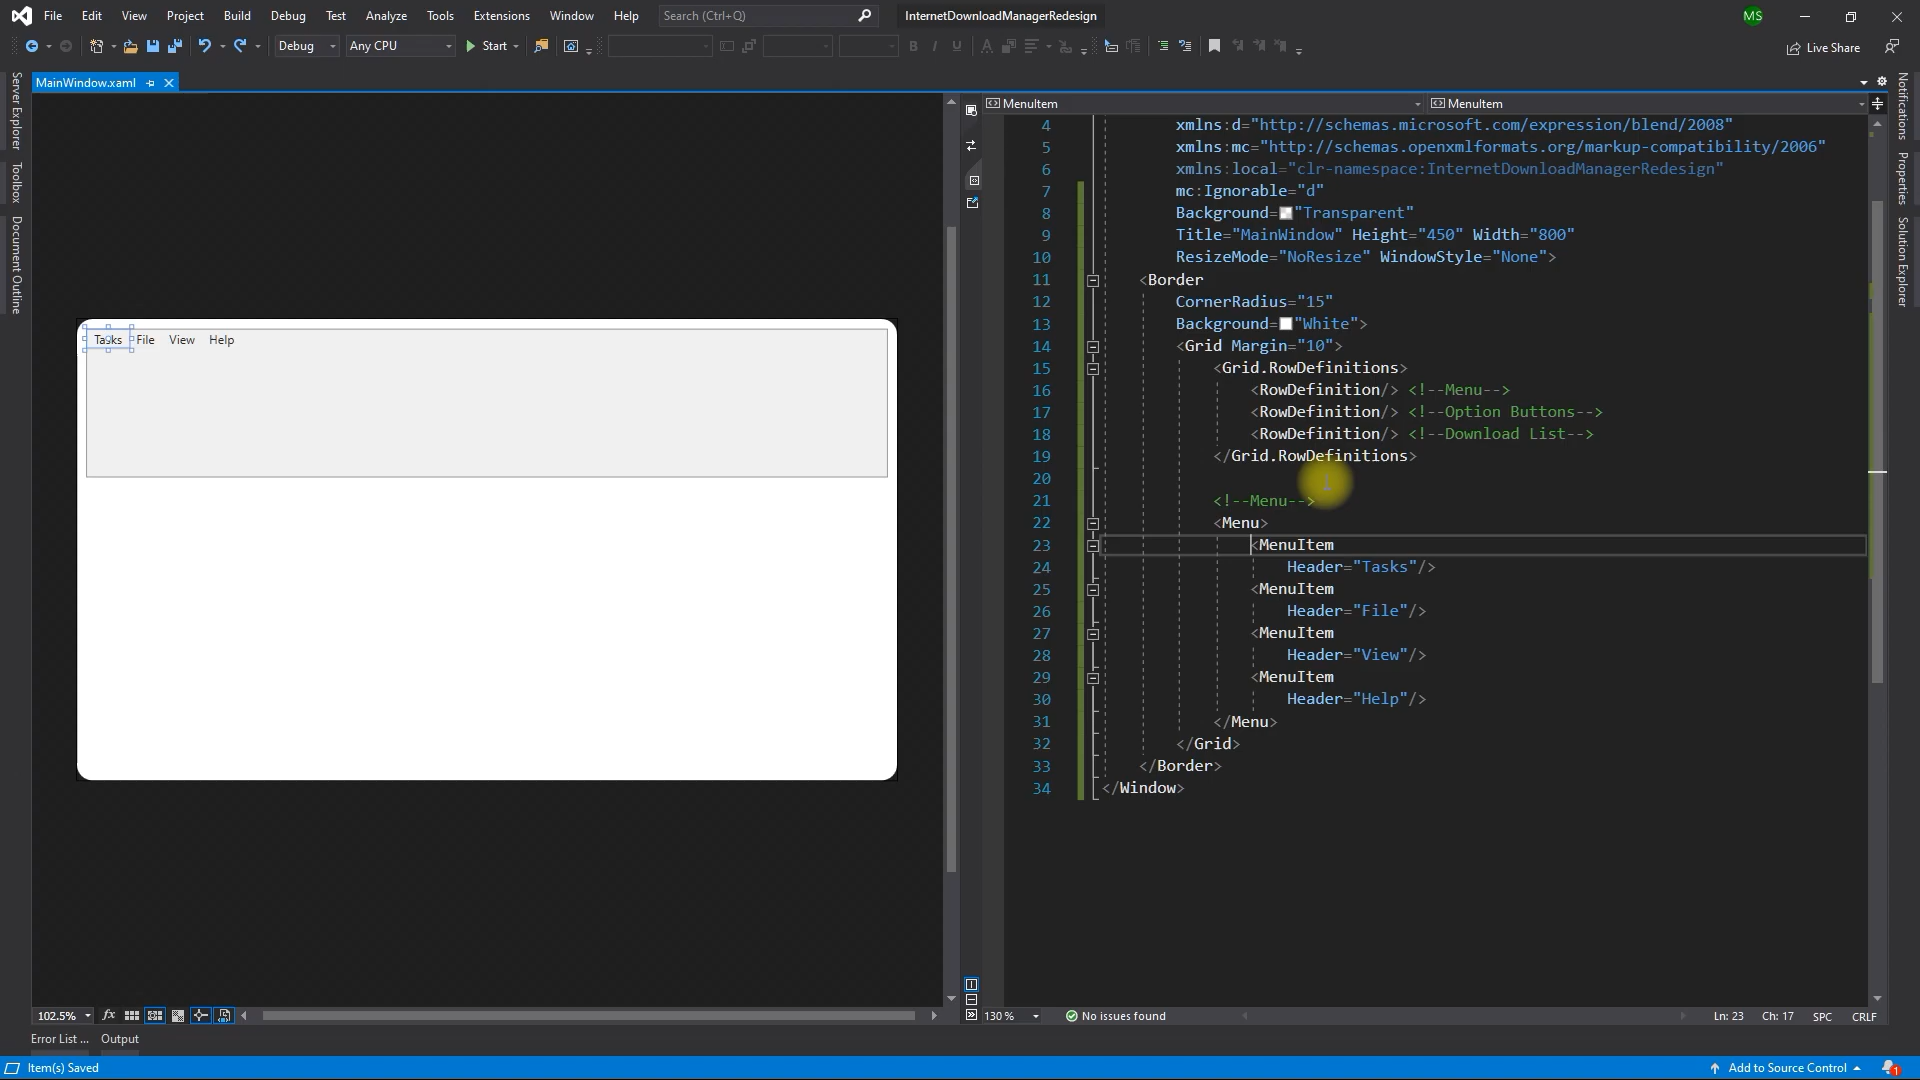 File Edit View Project Build Debug Test Analyze Tools Extensions Window Help Search (Ctrl+Q) InternetDownloadManagerRedesign MS
Debug Any CPU Start Live Share
MainWindow.xaml
Server Explorer
Toolbox
Document Outline
Tasks File View Help
MenuItem MenuItem
4 xmlns:d="http://schemas.microsoft.com/expression/blend/2008"
5 xmlns:mc="http://schemas.openxmlformats.org/markup-compatibility/2006"
6 xmlns:local="clr-namespace:InternetDownloadManagerRedesign"
7 mc:Ignorable="d"
8 Background="Transparent"
9 Title="MainWindow" Height="450" Width="800"
10 ResizeMode="NoResize" WindowStyle="None">
11 <Border
12 CornerRadius="15"
13 Background="White">
14 <Grid Margin="10">
15 <Grid.RowDefinitions>
16 <RowDefinition/> <!--Menu-->
17 <RowDefinition/> <!--Option Buttons-->
18 <RowDefinition/> <!--Download List-->
19 </Grid.RowDefinitions>
20
21 <!--Menu-->
22 <Menu>
23 <MenuItem
24 Header="Tasks"/>
25 <MenuItem
26 Header="File"/>
27 <MenuItem
28 Header="View"/>
29 <MenuItem
30 Header="Help"/>
31 </Menu>
32 </Grid>
33 </Border>
34 </Window>
Notifications
Properties
Solution Explorer
102.5% fx
130 % No issues found Ln: 23 Ch: 17 SPC CRLF
Error List ... Output
Item(s) Saved Add to Source Control 1